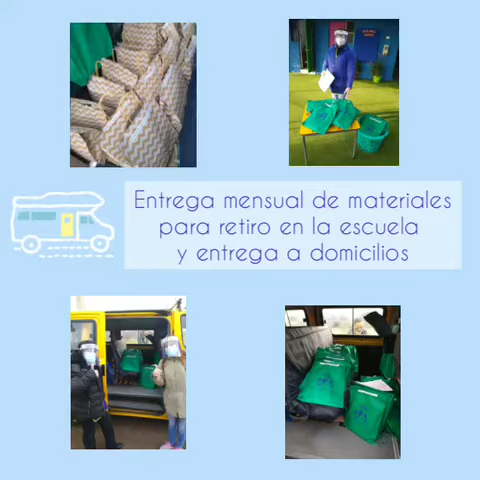 Entrega mensual de materiales
para retiro en la escuela
y entrega a domicilios